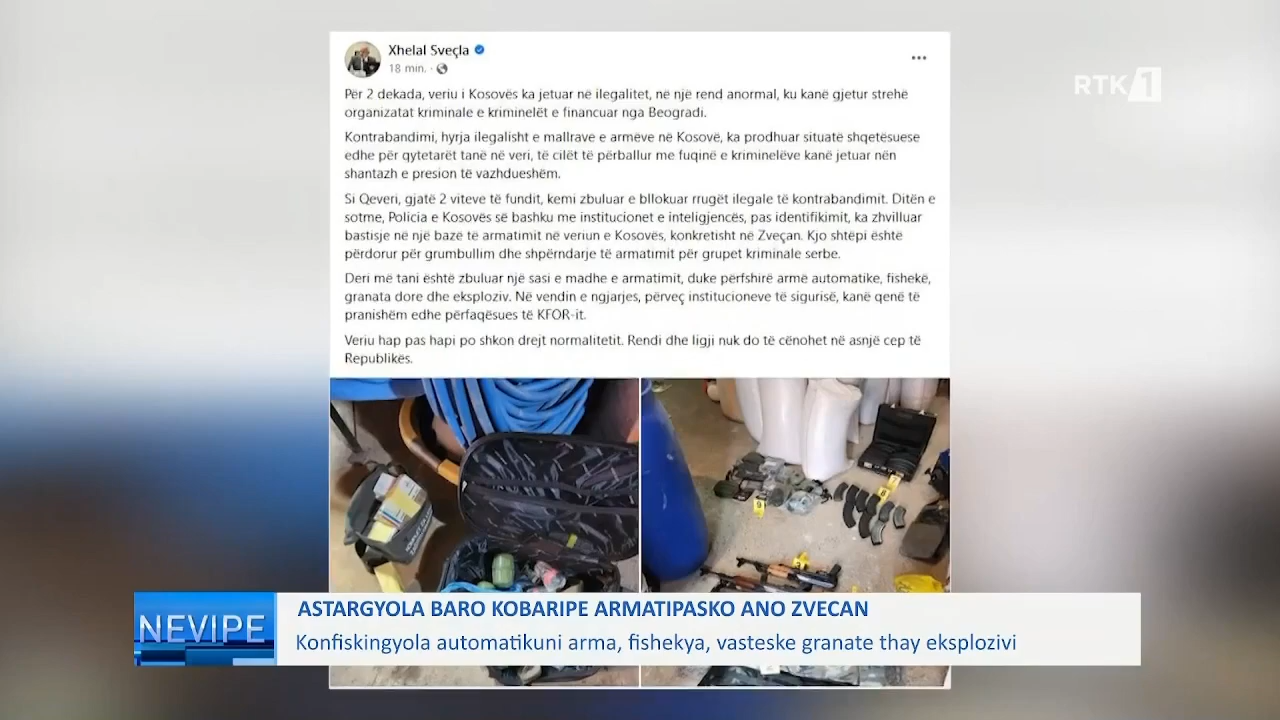 Xhelal Sveçla
18 min.
RTK 1
Për 2 dekada, veriu i Kosovës ka jetuar në ilegalitet, në një rend anormal, ku kanë gjetur strehë
organizatat kriminale e kriminelët e financuar nga Beogradi.
Kontrabandimi, hyrja ilegalisht e mallrave e armëve në Kosovë, ka prodhuar situatë shqetësuese
edhe për qytetarët tanë në veri, të cilët të përballur me fuqinë e kriminelëve kanë jetuar nën
shantazh e presion të vazhdueshëm.
Si Qeveri, gjatë 2 viteve të fundit, kemi zbuluar e bllokuar rrugët ilegale të kontrabandimit. Ditën e
sotme, Policia e Kosovës së bashku me institucionet e inteligjencës, pas identifikimit, ka zhvilluar
bastisje në një bazë të armatimit në veriun e Kosovës, konkretisht në Zveçan. Kjo shtëpi është
përdorur për grumbullim dhe shpërndarje të armatimit për grupet kriminale serbe.
Deri më tani është zbuluar një sasi e madhe e armatimit, duke përfshirë armë automatike, fishekë,
granata dore dhe eksploziv. Në vendin e ngjarjes, përveç institucioneve të sigurisë, kanë qenë të
pranishëm edhe përfaqësues të KFOR-it.
Veriu hap pas hapi po shkon drejt normalitetit. Rendi dhe ligji nuk do të cënohet në asnjë cep të
Republikës.
NEVIPE
ASTARGYOLA BARO KOBARIPE ARMATIPASKO ANO ZVECAN
Konfiskingyola automatikuni arma, fishekya, vasteske granate thay eksplozivi